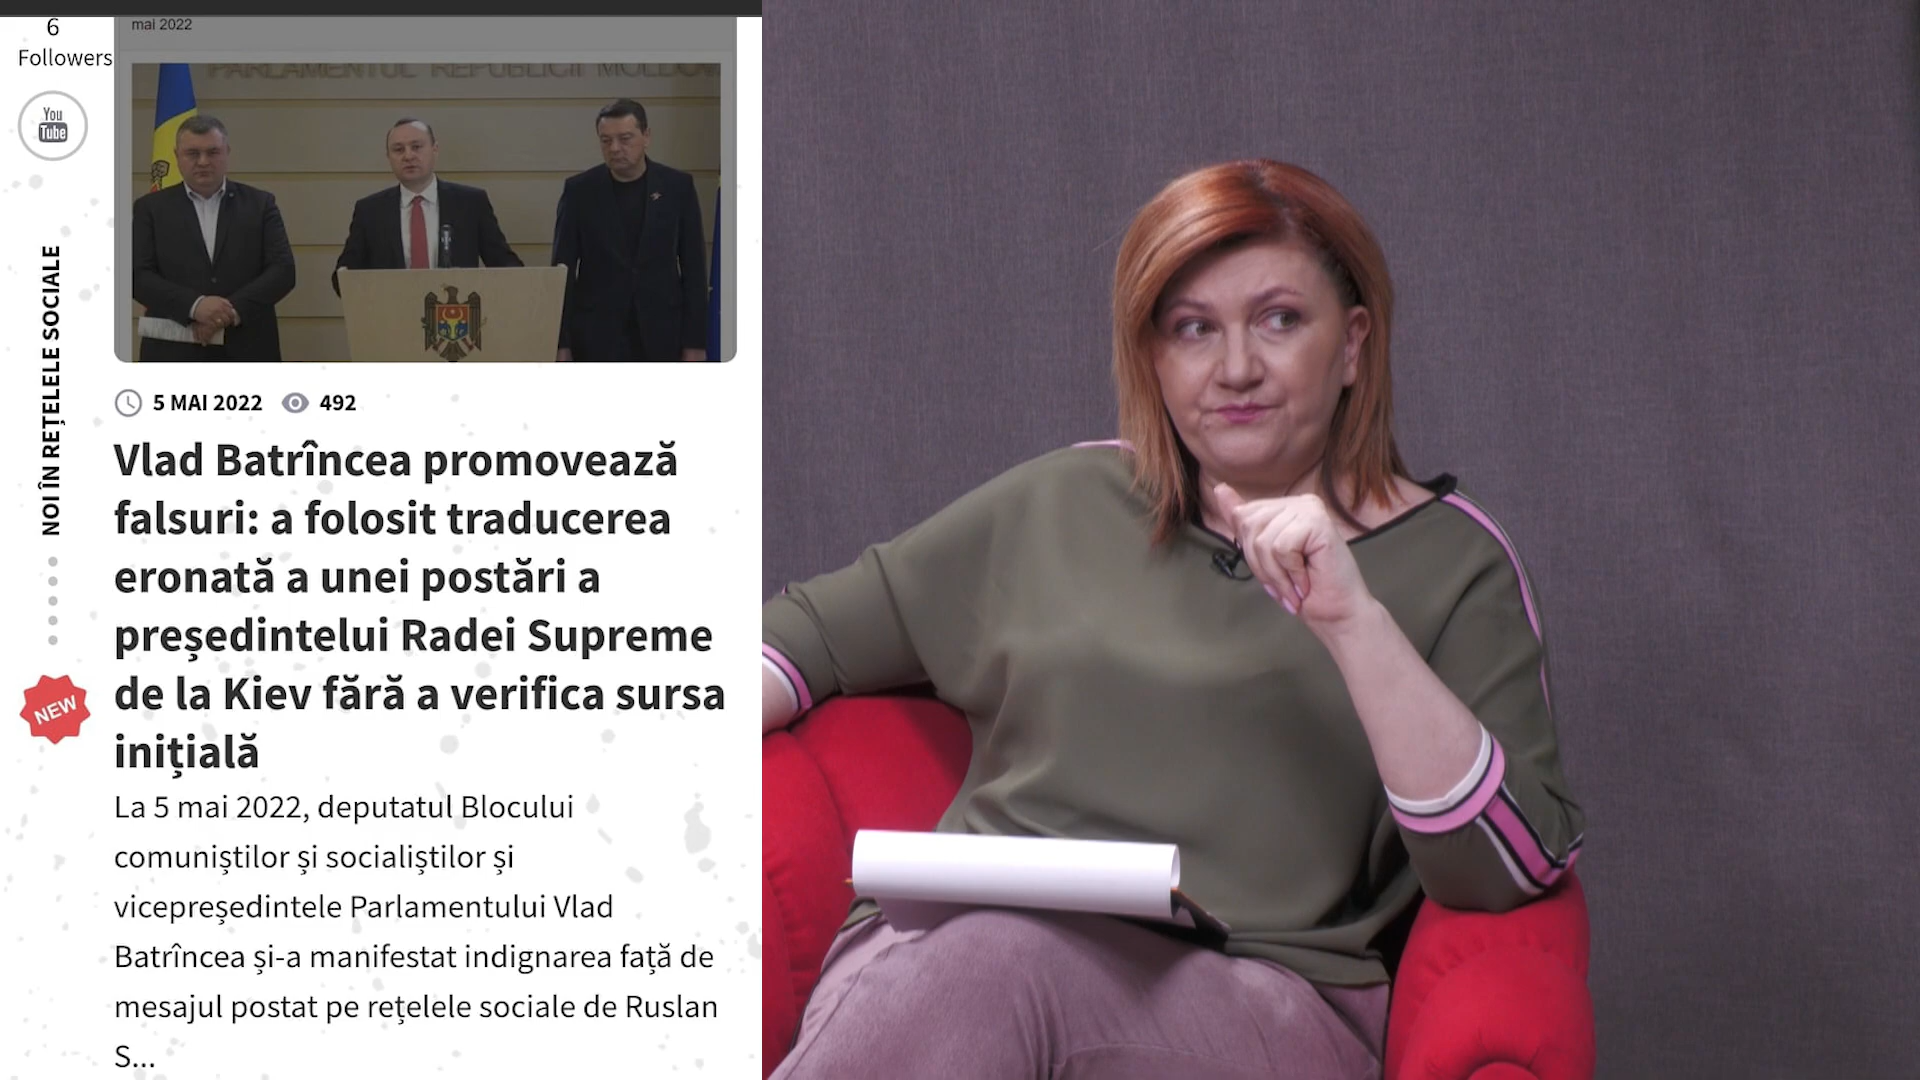 6
Followers
You
Tube
NOI ÎN REȚELELE SOCIALE
NEW
mai 2022
PARLAMENTUL REPUBLICII MOLDOVA
5 MAI 2022 492
Vlad Batrîncea promovează
falsuri: a folosit traducerea
eronată a unei postări a
președintelui Radei Supreme
de la Kiev fără a verifica sursa
inițială
La 5 mai 2022, deputatul Blocului
comuniștilor și socialiștilor și
vicepreședintele Parlamentului Vlad
Batrîncea și-a manifestat indignarea față de
mesajul postat pe rețelele sociale de Ruslan
S...